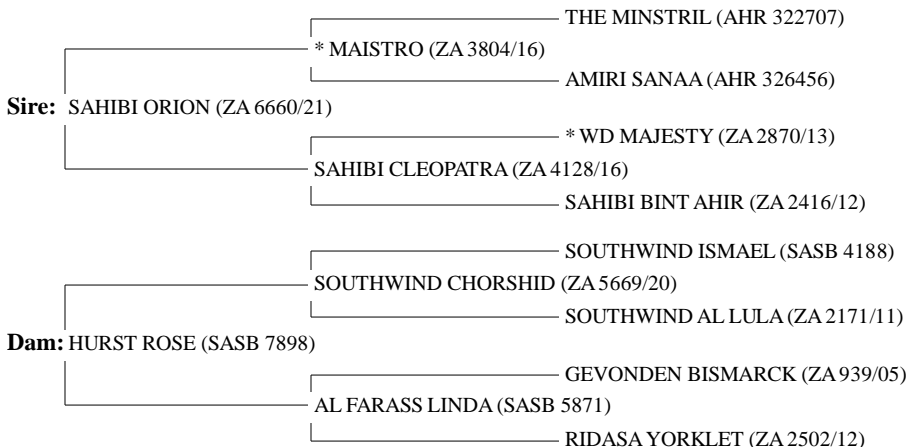 THE MINSTRIL (AHR 322707)
* MAISTRO (ZA 3804/16)
AMIRI SANAA (AHR 326456)
Sire: SAHIBI ORION (ZA 6660/21)
* WD MAJESTY (ZA 2870/13)
SAHIBI CLEOPATRA (ZA 4128/16)
SAHIBI BINT AHIR (ZA 2416/12)
SOUTHWIND ISMAEL (SASB 4188)
SOUTHWIND CHORSHID (ZA 5669/20)
SOUTHWIND AL LULA (ZA 2171/11)
Dam: HURST ROSE (SASB 7898)
GEVONDEN BISMARCK (ZA 939/05)
AL FARASS LINDA (SASB 5871)
RIDASA YORKLET (ZA 2502/12)